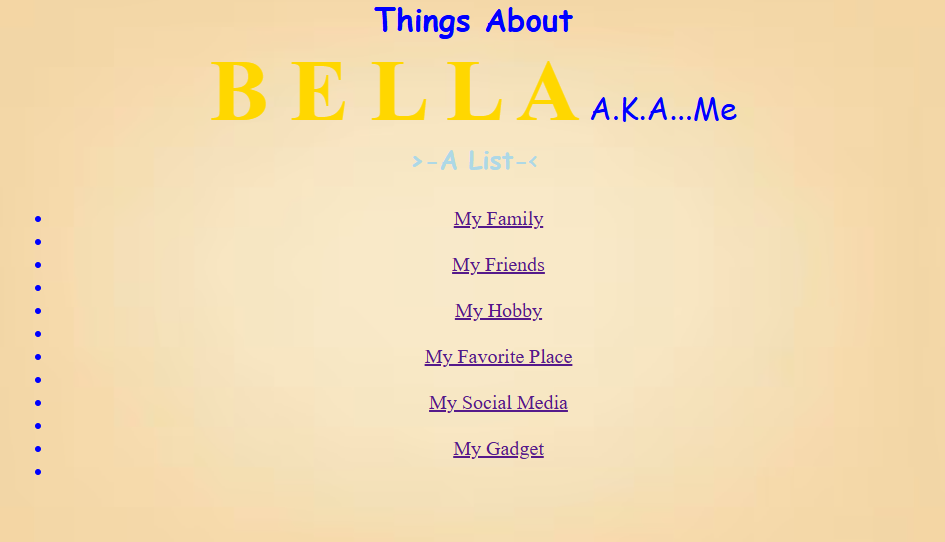 Things About
B E L L A A.K.A...Me
>-A List-<
My Family
My Friends
My Hobby
My Favorite Place
My Social Media
My Gadget